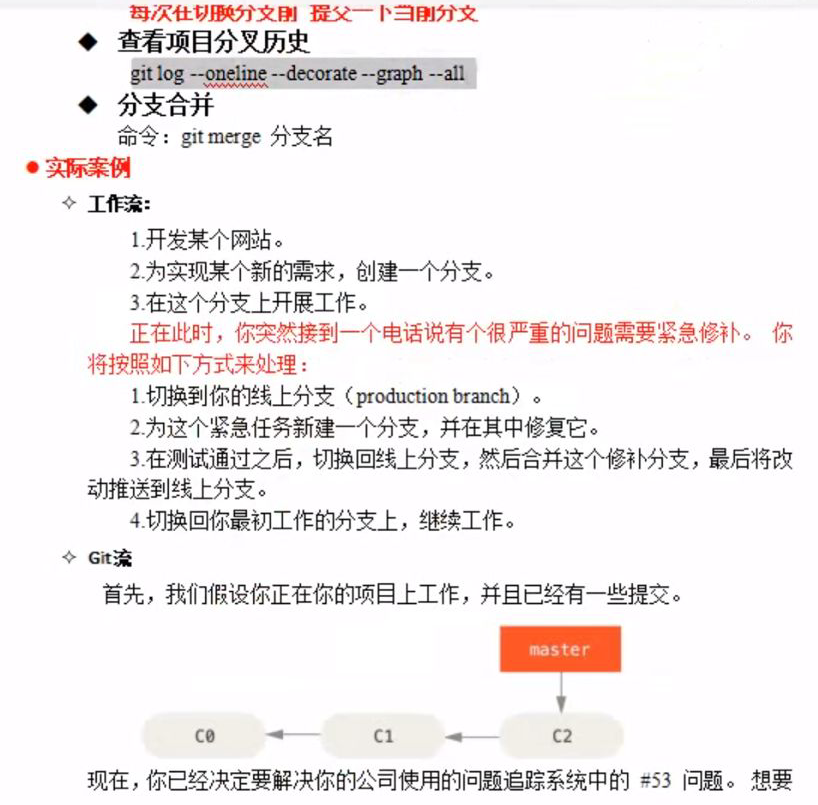 每次在切换分支前 提交一下当前分支
◆ 查看项目分叉历史
git log --oneline --decorate --graph --all
◆ 分支合并
命令：git merge 分支名
● 实际案例
✧ 工作流：
1.开发某个网站。
2.为实现某个新的需求，创建一个分支。
3.在这个分支上开展工作。
正在此时，你突然接到一个电话说有个很严重的问题需要紧急修补。 你
将按照如下方式来处理：
1.切换到你的线上分支（production branch）。
2.为这个紧急任务新建一个分支，并在其中修复它。
3.在测试通过之后，切换回线上分支，然后合并这个修补分支，最后将改
动推送到线上分支。
4.切换回你最初工作的分支上，继续工作。
✧ Git流
首先，我们假设你正在你的项目上工作，并且已经有一些提交。
master
C0 C1 C2
现在，你已经决定要解决你的公司使用的问题追踪系统中的 #53 问题。 想要